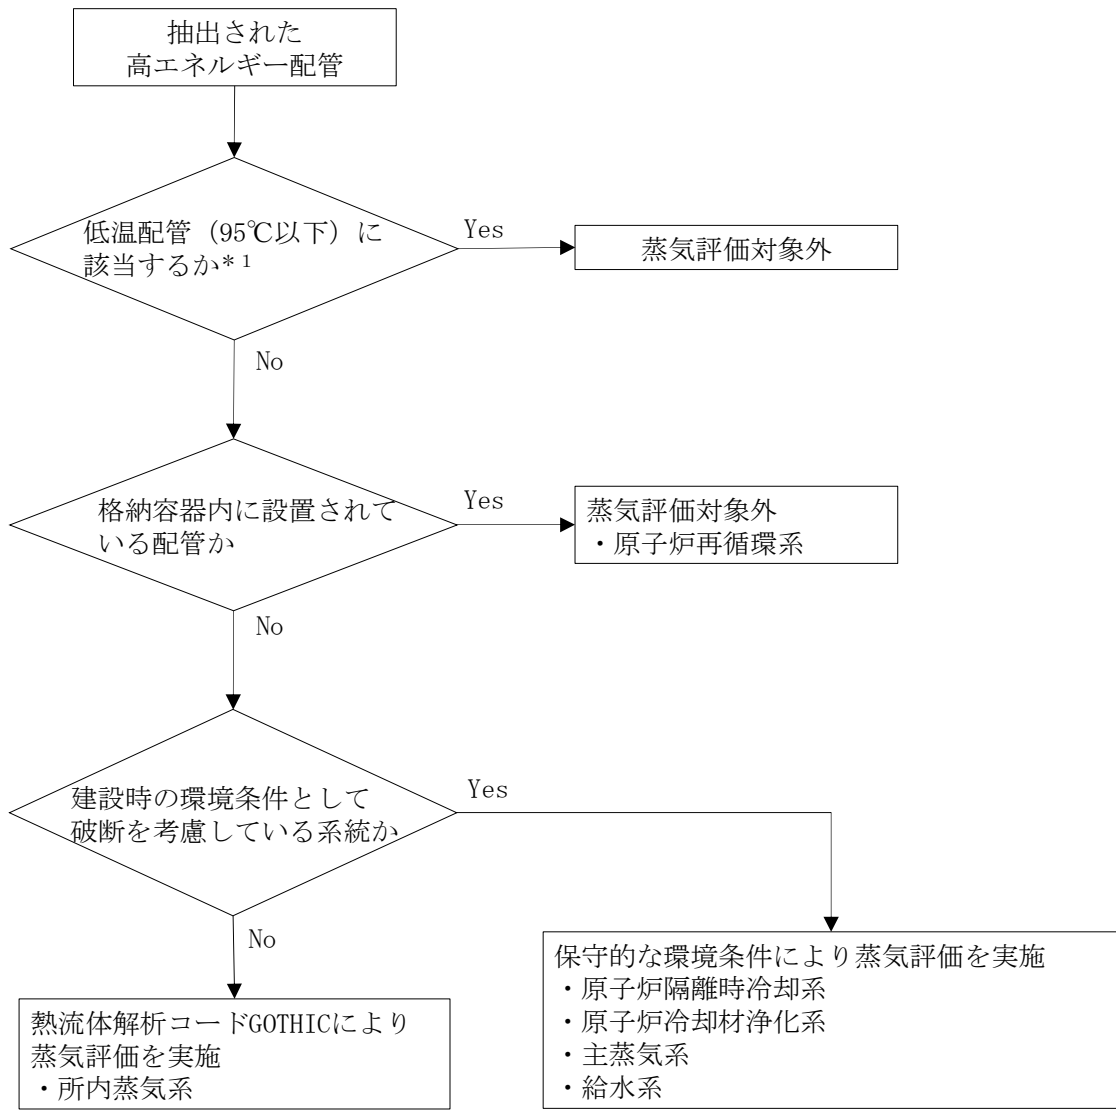 抽出された
高エネルギー配管
低温配管（95℃以下）に
該当するか＊1
Yes
蒸気評価対象外
No
格納容器内に設置されて
いる配管か
Yes
蒸気評価対象外
・原子炉再循環系
No
建設時の環境条件として
破断を考慮している系統か
Yes
No
熱流体解析コードGOTHICにより
蒸気評価を実施
・所内蒸気系
保守的な環境条件により蒸気評価を実施
・原子炉隔離時冷却系
・原子炉冷却材浄化系
・主蒸気系
・給水系